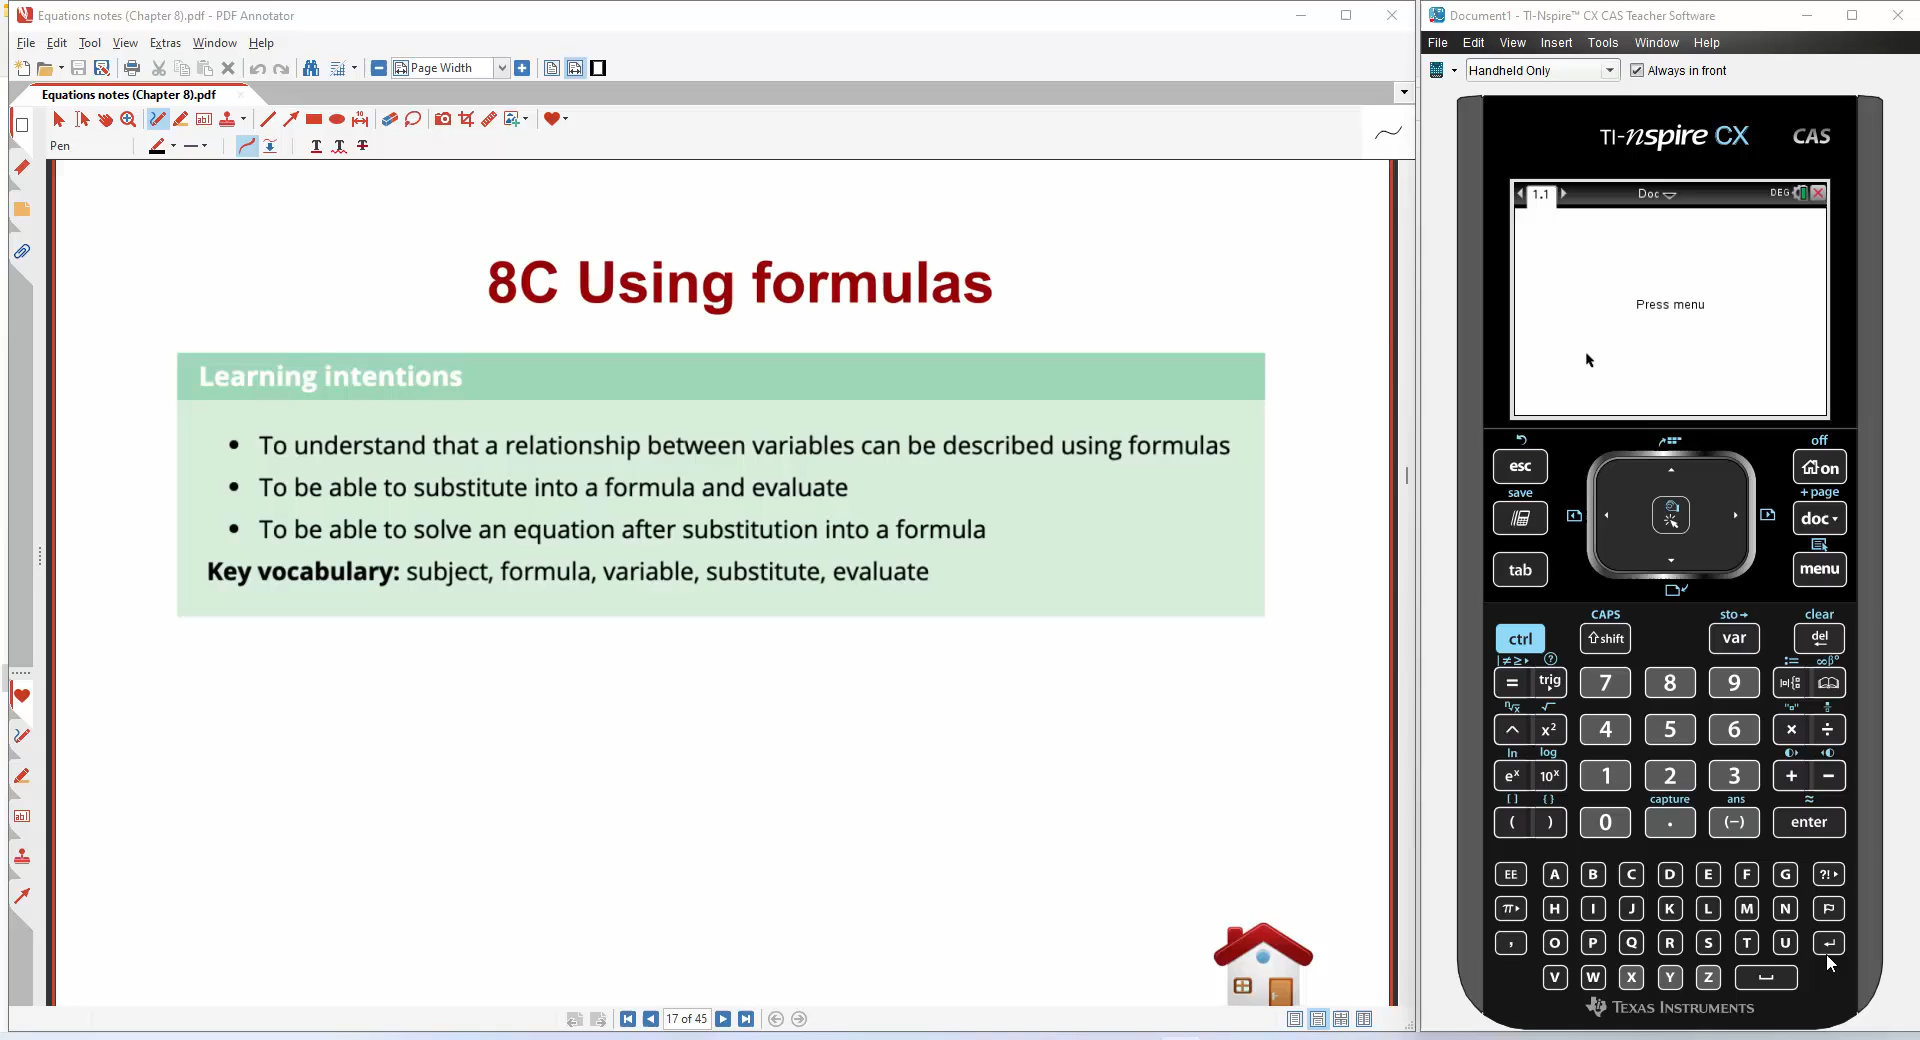 Equations notes (Chapter 8).pdf - PDF Annotator
File Edit Tool View Extras Window Help
Page Width
Equations notes (Chapter 8).pdf
Pen
8C Using formulas
Learning intentions
• To understand that a relationship between variables can be described using formulas
• To be able to substitute into a formula and evaluate
• To be able to solve an equation after substitution into a formula
Key vocabulary: subject, formula, variable, substitute, evaluate
17 of 45
Document1 - TI-Nspire™ CX CAS Teacher Software
File Edit View Insert Tools Window Help
Handheld Only Always in front
TI-nspire CX CAS
1.1 Doc DEG
Press menu
off
esc on
save + page
doc
tab menu
CAPS sto→ clear
ctrl shift var del
|≠≥▸ ? := ∞β°
= trig 7 8 9
ⁿ√x √ "▫"
^ x² 4 5 6 × ÷
ln log
eˣ 10ˣ 1 2 3 + −
[ ] { } capture ans ≈
( ) 0 . (−) enter
EE A B C D E F G ?!▸
π▸ H I J K L M N
, O P Q R S T U
V W X Y Z
TEXAS INSTRUMENTS